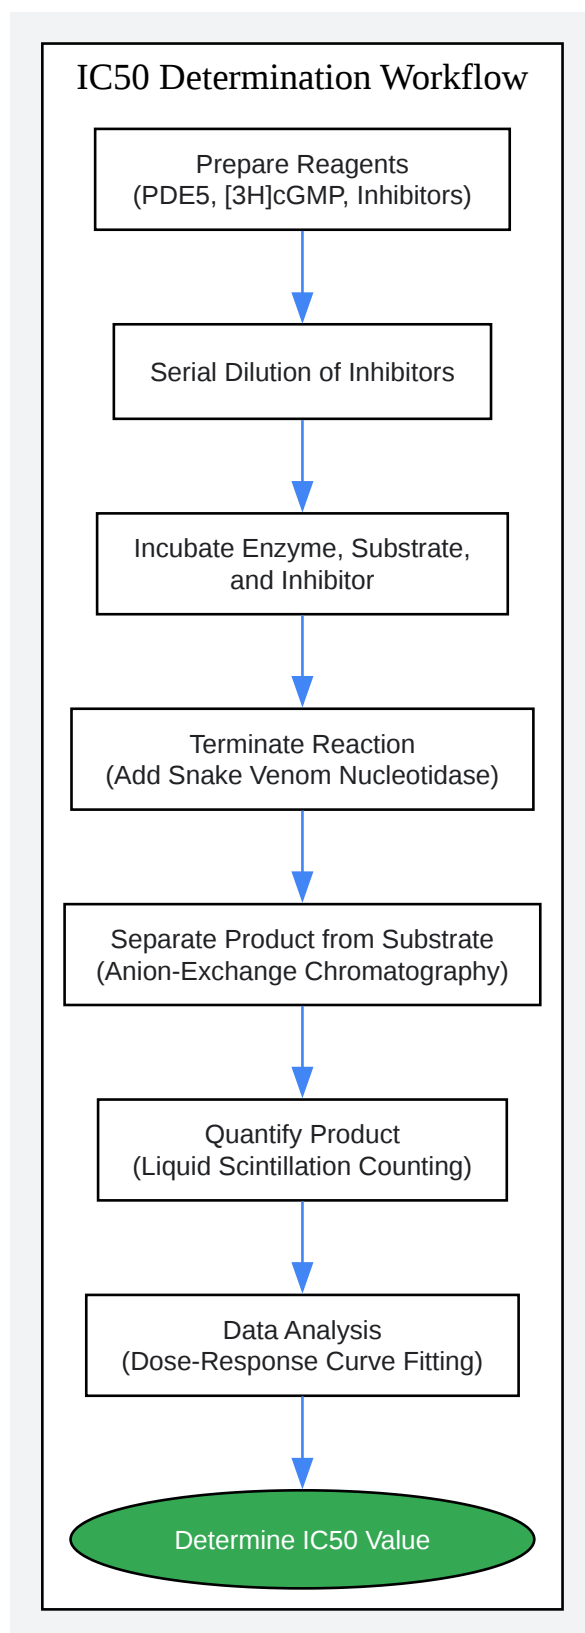 IC50 Determination Workflow
Prepare Reagents
(PDE5, [3H]cGMP, Inhibitors)
Serial Dilution of Inhibitors
Incubate Enzyme, Substrate,
and Inhibitor
Terminate Reaction
(Add Snake Venom Nucleotidase)
Separate Product from Substrate
(Anion-Exchange Chromatography)
Quantify Product
(Liquid Scintillation Counting)
Data Analysis
(Dose-Response Curve Fitting)
Determine IC50 Value